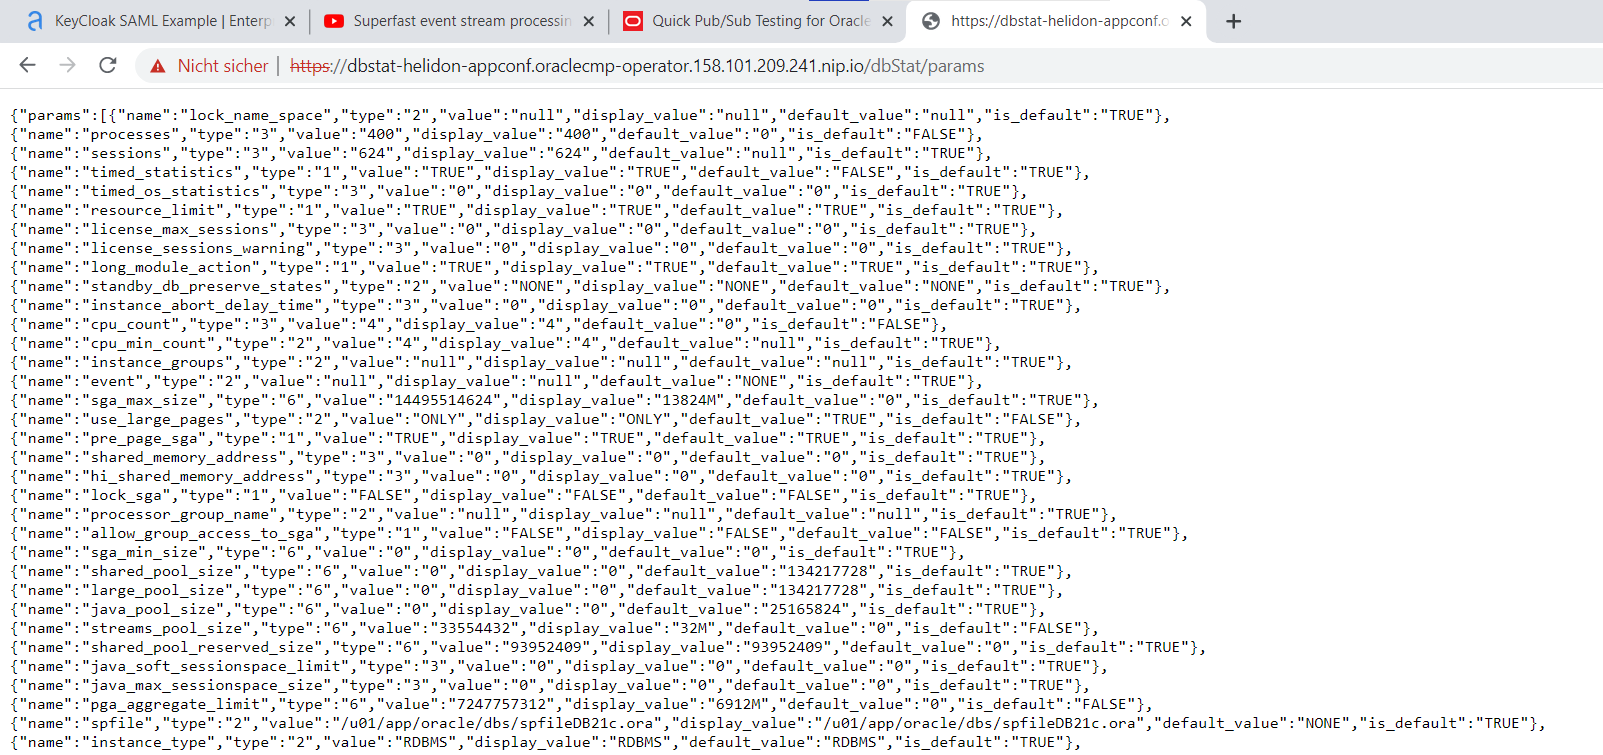 KeyCloak SAML Example | Enterp
Superfast event stream processin
Quick Pub/Sub Testing for Oracle
https://dbstat-helidon-appconf.o
Nicht sicher | https://dbstat-helidon-appconf.oraclecmp-operator.158.101.209.241.nip.io/dbStat/params
{"params":[{"name":"lock_name_space","type":"2","value":"null","display_value":"null","default_value":"null","is_default":"TRUE"},
{"name":"processes","type":"3","value":"400","display_value":"400","default_value":"0","is_default":"FALSE"},
{"name":"sessions","type":"3","value":"624","display_value":"624","default_value":"null","is_default":"TRUE"},
{"name":"timed_statistics","type":"1","value":"TRUE","display_value":"TRUE","default_value":"FALSE","is_default":"TRUE"},
{"name":"timed_os_statistics","type":"3","value":"0","display_value":"0","default_value":"0","is_default":"TRUE"},
{"name":"resource_limit","type":"1","value":"TRUE","display_value":"TRUE","default_value":"TRUE","is_default":"TRUE"},
{"name":"license_max_sessions","type":"3","value":"0","display_value":"0","default_value":"0","is_default":"TRUE"},
{"name":"license_sessions_warning","type":"3","value":"0","display_value":"0","default_value":"0","is_default":"TRUE"},
{"name":"long_module_action","type":"1","value":"TRUE","display_value":"TRUE","default_value":"TRUE","is_default":"TRUE"},
{"name":"standby_db_preserve_states","type":"2","value":"NONE","display_value":"NONE","default_value":"NONE","is_default":"TRUE"},
{"name":"instance_abort_delay_time","type":"3","value":"0","display_value":"0","default_value":"0","is_default":"TRUE"},
{"name":"cpu_count","type":"3","value":"4","display_value":"4","default_value":"0","is_default":"FALSE"},
{"name":"cpu_min_count","type":"2","value":"4","display_value":"4","default_value":"null","is_default":"TRUE"},
{"name":"instance_groups","type":"2","value":"null","display_value":"null","default_value":"null","is_default":"TRUE"},
{"name":"event","type":"2","value":"null","display_value":"null","default_value":"NONE","is_default":"TRUE"},
{"name":"sga_max_size","type":"6","value":"14495514624","display_value":"13824M","default_value":"0","is_default":"TRUE"},
{"name":"use_large_pages","type":"2","value":"ONLY","display_value":"ONLY","default_value":"TRUE","is_default":"FALSE"},
{"name":"pre_page_sga","type":"1","value":"TRUE","display_value":"TRUE","default_value":"TRUE","is_default":"TRUE"},
{"name":"shared_memory_address","type":"3","value":"0","display_value":"0","default_value":"0","is_default":"TRUE"},
{"name":"hi_shared_memory_address","type":"3","value":"0","display_value":"0","default_value":"0","is_default":"TRUE"},
{"name":"lock_sga","type":"1","value":"FALSE","display_value":"FALSE","default_value":"FALSE","is_default":"TRUE"},
{"name":"processor_group_name","type":"2","value":"null","display_value":"null","default_value":"null","is_default":"TRUE"},
{"name":"allow_group_access_to_sga","type":"1","value":"FALSE","display_value":"FALSE","default_value":"FALSE","is_default":"TRUE"},
{"name":"sga_min_size","type":"6","value":"0","display_value":"0","default_value":"0","is_default":"TRUE"},
{"name":"shared_pool_size","type":"6","value":"0","display_value":"0","default_value":"134217728","is_default":"TRUE"},
{"name":"large_pool_size","type":"6","value":"0","display_value":"0","default_value":"134217728","is_default":"TRUE"},
{"name":"java_pool_size","type":"6","value":"0","display_value":"0","default_value":"25165824","is_default":"TRUE"},
{"name":"streams_pool_size","type":"6","value":"33554432","display_value":"32M","default_value":"0","is_default":"FALSE"},
{"name":"shared_pool_reserved_size","type":"6","value":"93952409","display_value":"93952409","default_value":"0","is_default":"TRUE"},
{"name":"java_soft_sessionspace_limit","type":"3","value":"0","display_value":"0","default_value":"0","is_default":"TRUE"},
{"name":"java_max_sessionspace_size","type":"3","value":"0","display_value":"0","default_value":"0","is_default":"TRUE"},
{"name":"pga_aggregate_limit","type":"6","value":"7247757312","display_value":"6912M","default_value":"0","is_default":"FALSE"},
{"name":"spfile","type":"2","value":"/u01/app/oracle/dbs/spfileDB21c.ora","display_value":"/u01/app/oracle/dbs/spfileDB21c.ora","default_value":"NONE","is_default":"TRUE"},
{"name":"instance_type","type":"2","value":"RDBMS","display_value":"RDBMS","default_value":"RDBMS","is_default":"TRUE"},